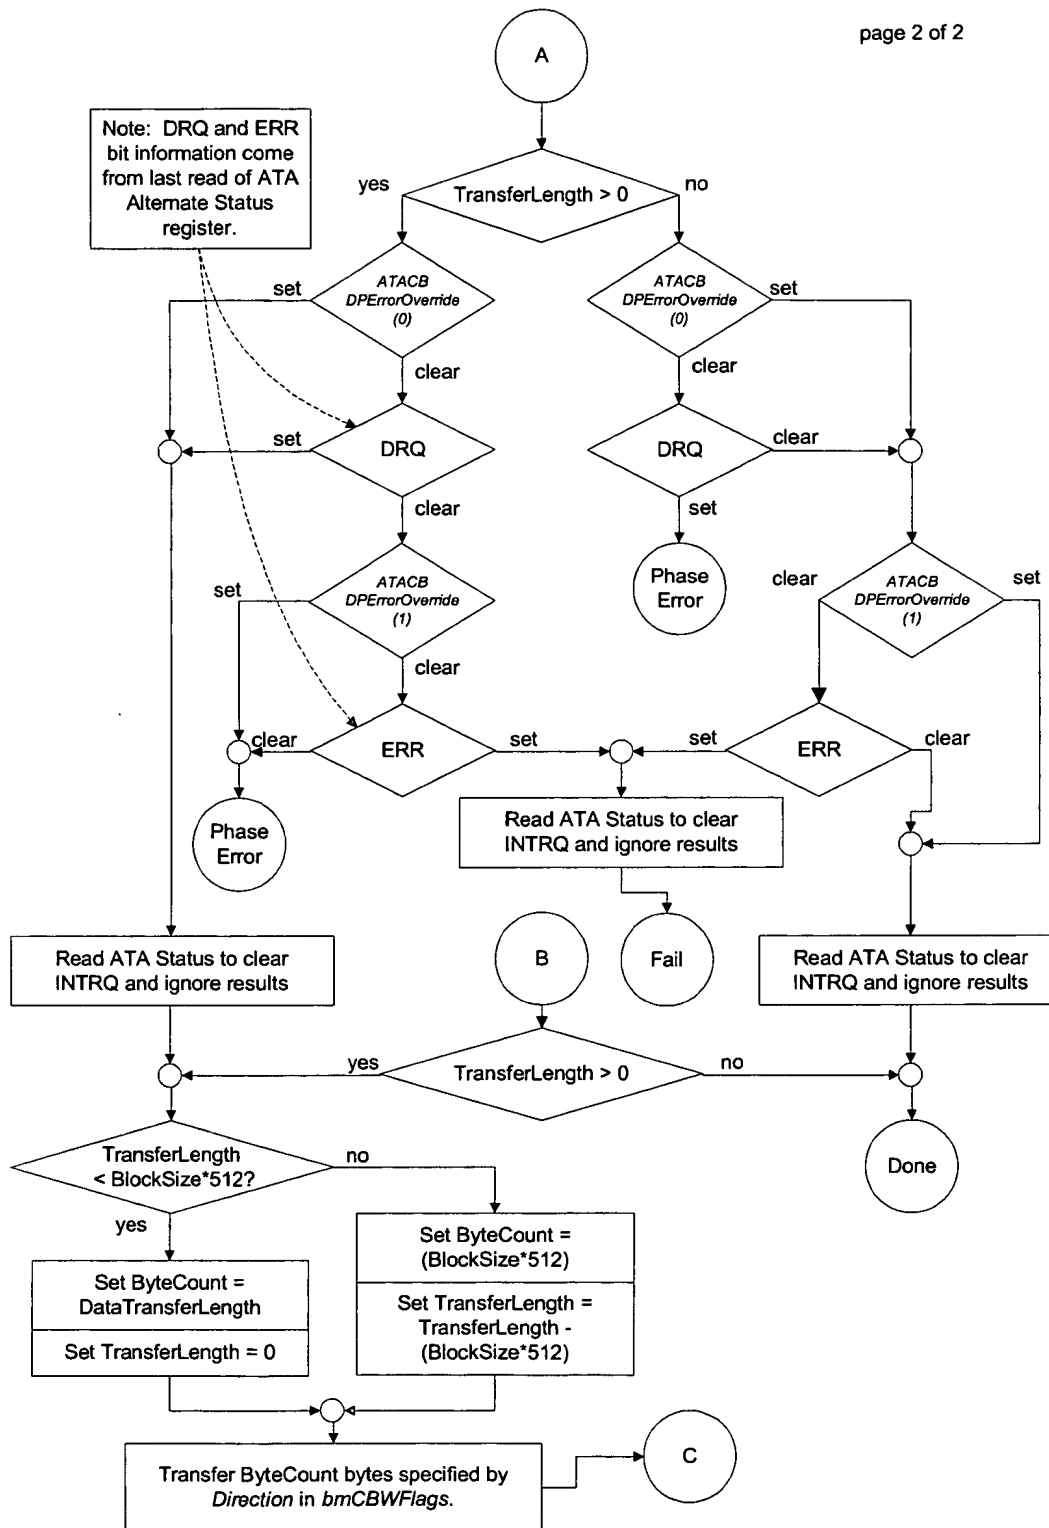 page 2 of 2
A
Note: DRQ and ERR
bit information come
from last read of ATA
Alternate Status
register.
yes
TransferLength > 0
no
set
ATACB
DPErrorOverride
(0)
ATACB
DPErrorOverride
(0)
set
clear
clear
set
DRQ
DRQ
clear
clear
set
set
ATACB
DPErrorOverride
(1)
Phase
Error
clear
ATACB
DPErrorOverride
(1)
set
clear
clear
ERR
set
set
ERR
clear
Phase
Error
Read ATA Status to clear
INTRQ and ignore results
Read ATA Status to clear
INTRQ and ignore results
B
Fail
Read ATA Status to clear
INTRQ and ignore results
yes
TransferLength > 0
no
TransferLength
< BlockSize*512?
no
Done
yes
Set ByteCount =
(BlockSize*512)
Set ByteCount =
DataTransferLength
Set TransferLength =
TransferLength -
(BlockSize*512)
Set TransferLength = 0
Transfer ByteCount bytes specified by
Direction in bmCBWFlags.
C